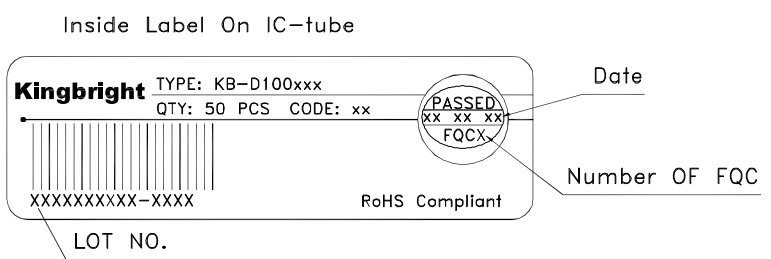 Inside Label On IC-tube
Kingbright
TYPE: KB-D100xxx
QTY: 50 PCS CODE: xx
PASSED
XX XX XX
FQCX
Date
Number OF FQC
XXXXXXXXXX-XXXX
RoHS Compliant
LOT NO.